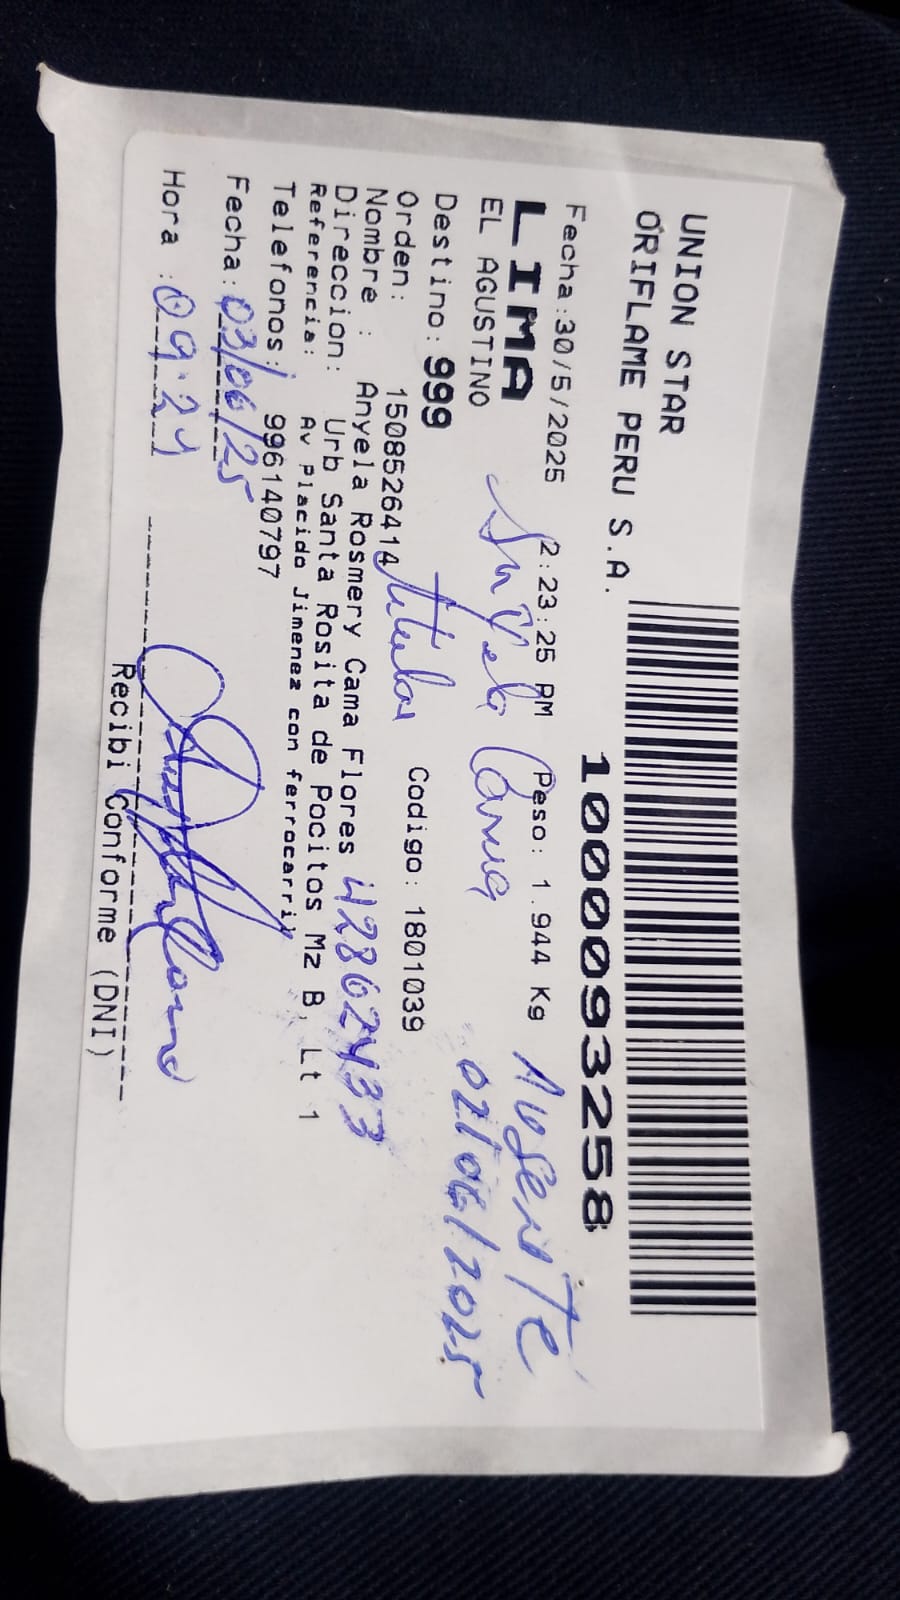 UNION STAR
ORIFLAME PERU S.A.
1000093258
Fecha:30/5/2025 2:23:25 PM Peso: 1.944 Kg Ausente
LIMA
EL AGUSTINO Anyela Cama 02/06/2025
Destino: 999 titular
Orden: 150852641 Codigo: 1801039
Nombre : Anyela Rosmery Cama Flores 42862433
Direccion: Urb Santa Rosita de Pocitos Mz B, Lt 1
Referencia: Av Placido Jimenez con ferrocarril
Telefonos: 996140797
Fecha: 03/06/25
Hora : 09:24
Recibi Conforme (DNI)